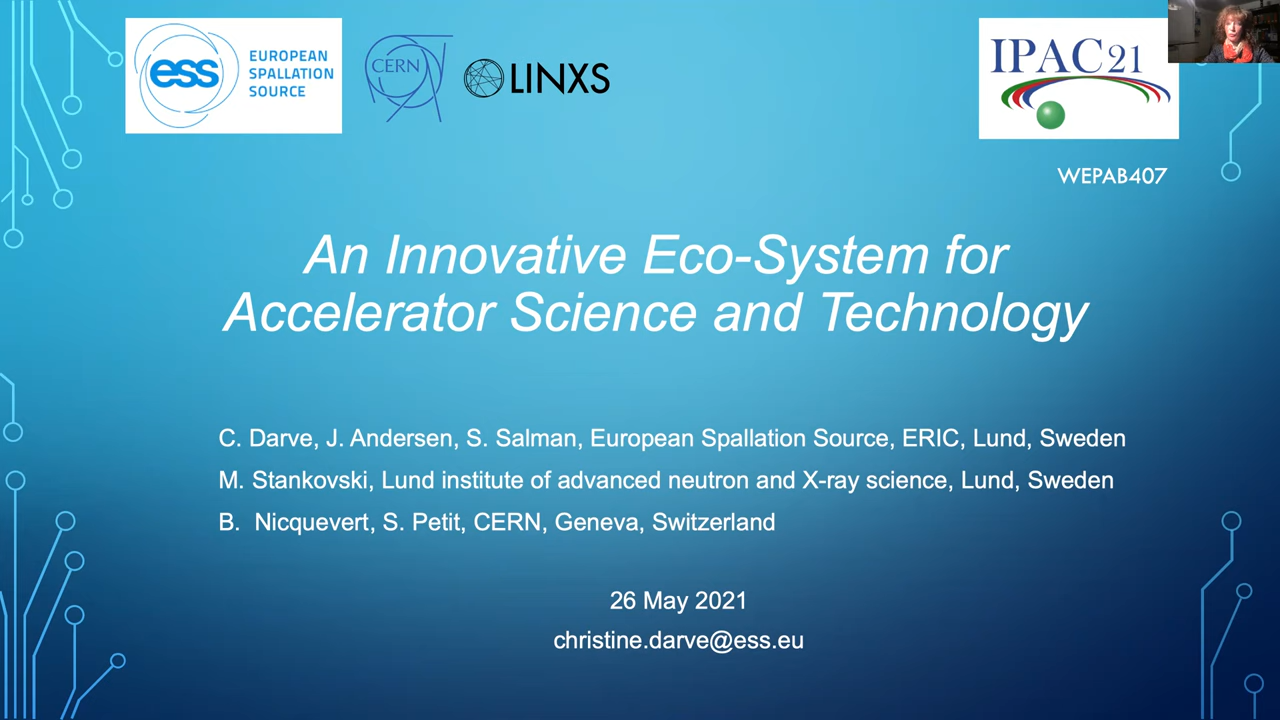 ess
EUROPEAN
SPALLATION
SOURCE
CERN
LINXS
IPAC21
WEPAB407
An Innovative Eco-System for
Accelerator Science and Technology
C. Darve, J. Andersen, S. Salman, European Spallation Source, ERIC, Lund, Sweden
M. Stankovski, Lund institute of advanced neutron and X-ray science, Lund, Sweden
B. Nicquevert, S. Petit, CERN, Geneva, Switzerland
26 May 2021
christine.darve@ess.eu